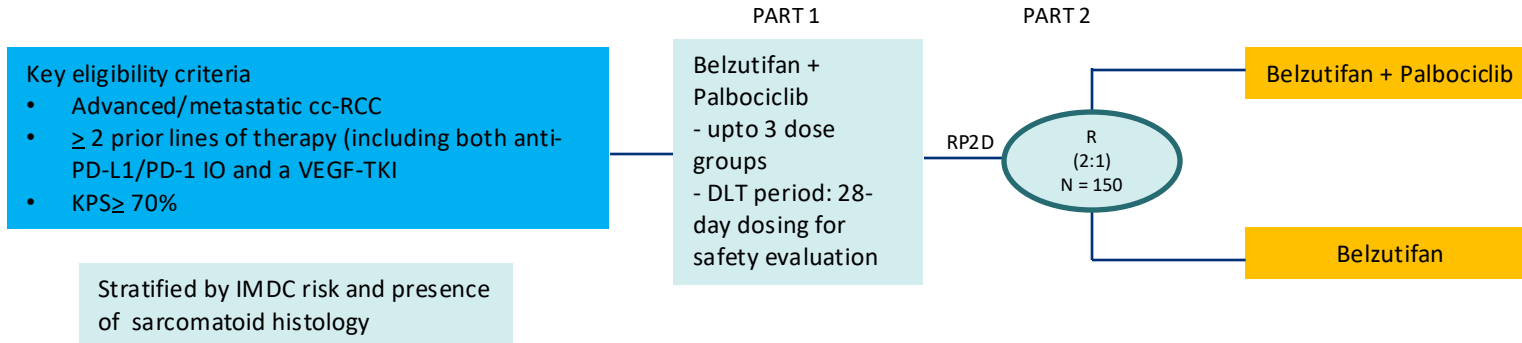 PART 1
PART 2
Key eligibility criteria
• Advanced/metastatic cc-RCC
• ≥ 2 prior lines of therapy (including both anti-
PD-L1/PD-1 IO and a VEGF-TKI
• KPS≥ 70%
Stratified by IMDC risk and presence
of sarcomatoid histology
Belzutifan +
Palbociclib
- upto 3 dose
groups
- DLT period: 28-
day dosing for
safety evaluation
RP2D
R
(2:1)
N = 150
Belzutifan + Palbociclib
Belzutifan